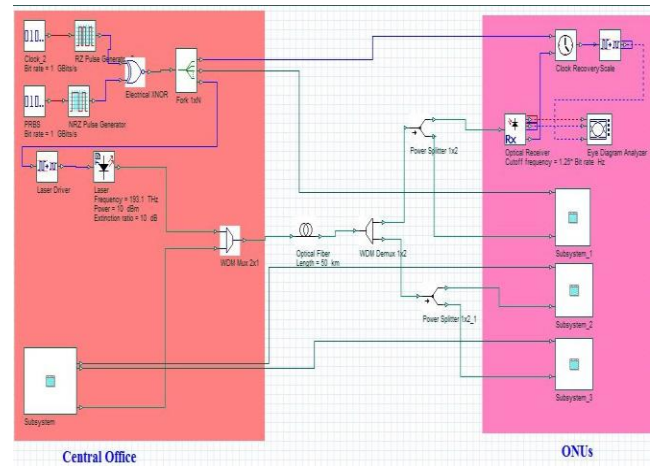 010..
Clock_2
Bit rate = 1 GBits/s
RZ Pulse Generator
Electrical XNOR
Fork 1xN
010..
PRBS
Bit rate = 1 GBits/s
NRZ Pulse Generator
Laser Driver
Laser
Frequency = 193.1 THz
Power = 10 dBm
Extinction ratio = 10 dB
WDM Mux 2x1
Optical Fiber
Length = 50 km
WDM Demux 1x2
Power Splitter 1x2
Power Splitter 1x2_1
Clock Recovery
Scale
Rx
Optical Receiver
Cutoff frequency = 1.25* Bit rate Hz
Eye Diagram Analyzer
Subsystem_1
Subsystem_2
Subsystem_3
Subsystem
Central Office
ONUs